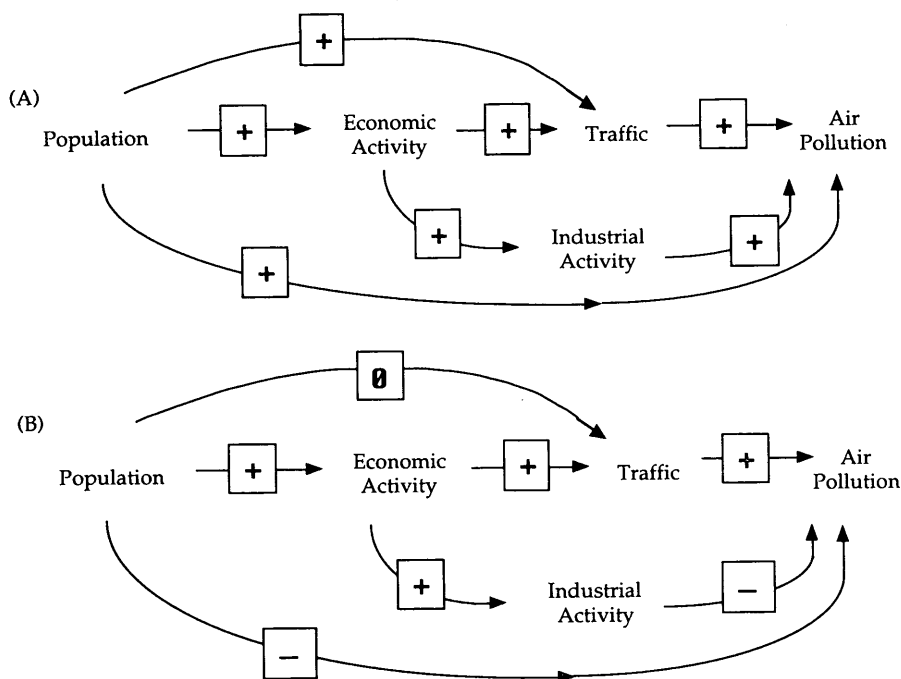 +
(A)
Population
+
Economic
Activity
+
Traffic
+
Air
Pollution
+
Industrial
Activity
+
+
0
(B)
Population
+
Economic
Activity
+
Traffic
+
Air
Pollution
+
Industrial
Activity
−
−